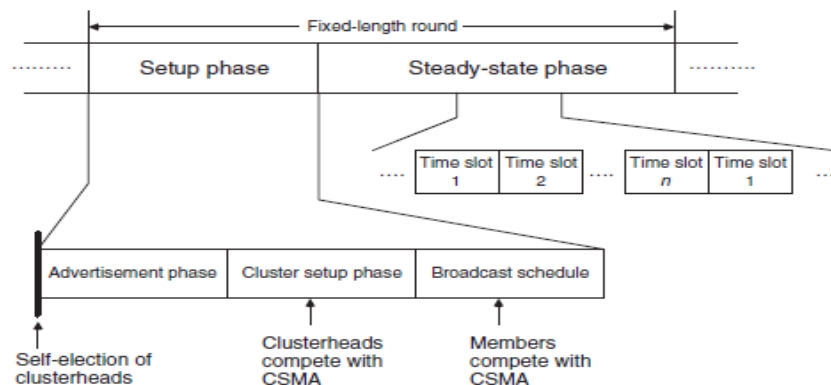 Fixed-length round
Setup phase
Steady-state phase
Time slot
1
Time slot
2
Time slot
n
Time slot
1
Advertisement phase
Cluster setup phase
Broadcast schedule
Self-election of
clusterheads
Clusterheads
compete with
CSMA
Members
compete with
CSMA